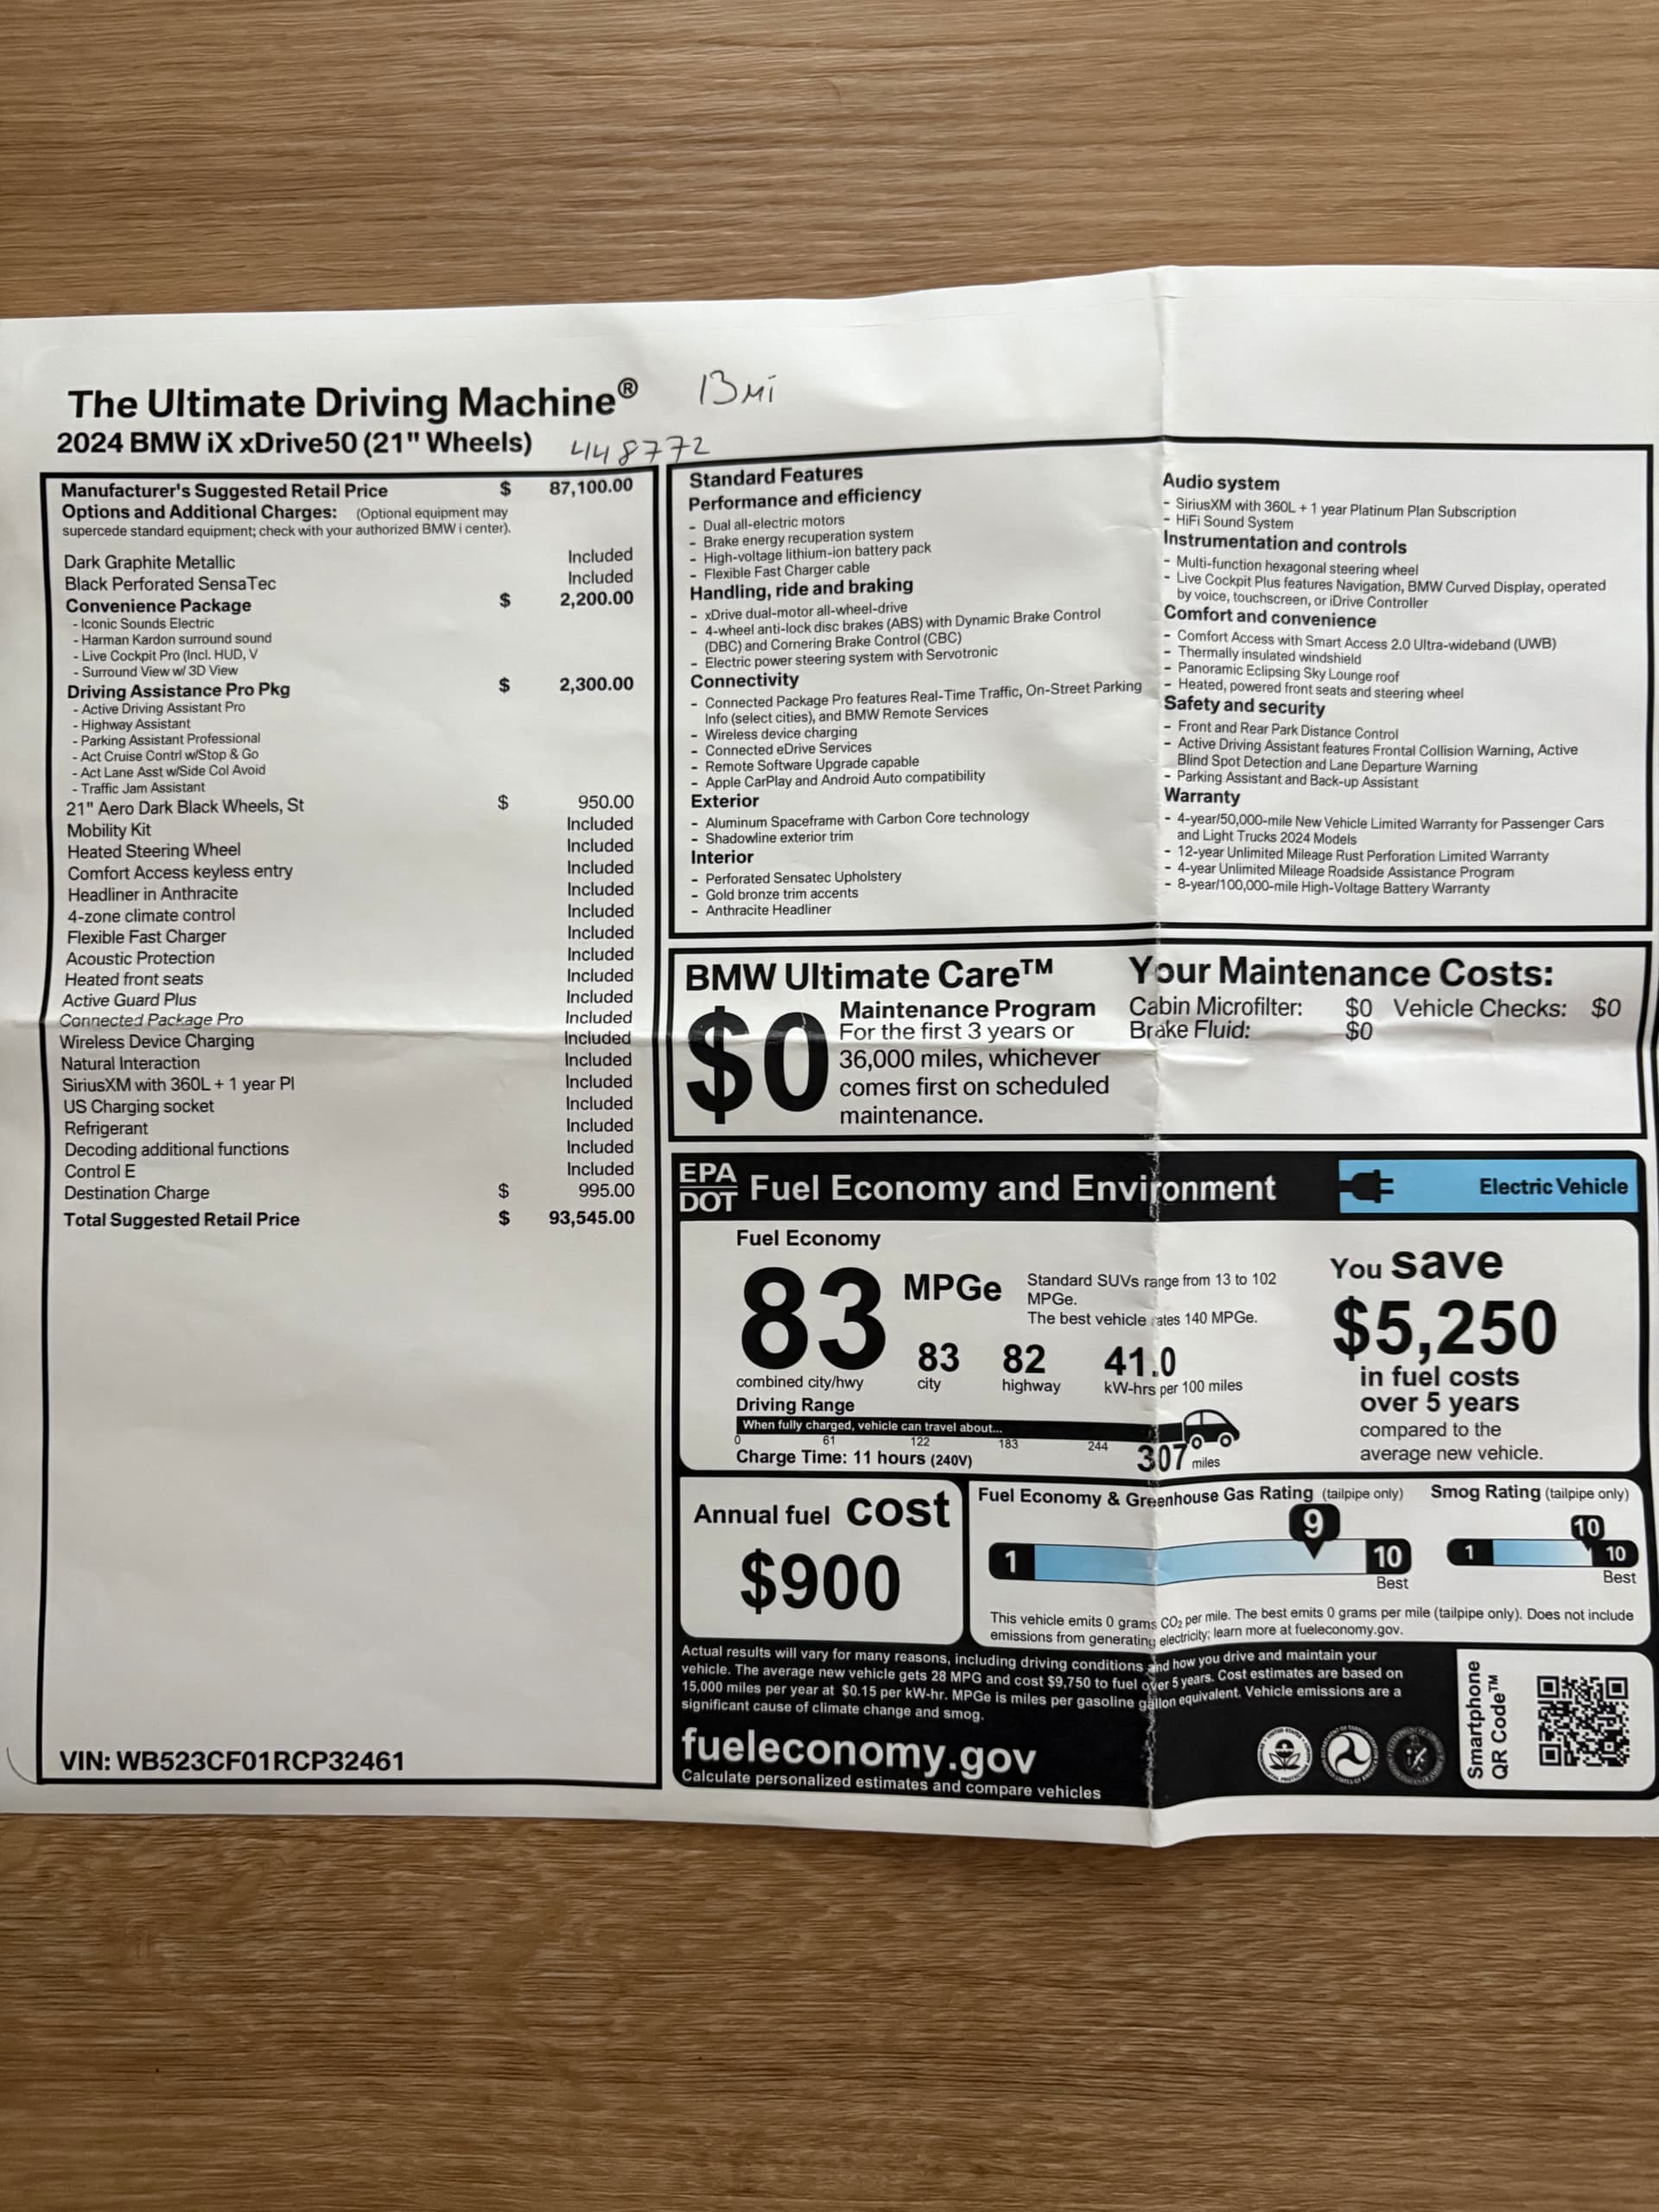 The Ultimate Driving Machine®
13 mi
2024 BMW iX xDrive50 (21" Wheels)
448772
Manufacturer's Suggested Retail Price $ 87,100.00
Options and Additional Charges: (Optional equipment may
supercede standard equipment; check with your authorized BMW i center).
Dark Graphite Metallic Included
Black Perforated SensaTec Included
Convenience Package $ 2,200.00
- Iconic Sounds Electric
- Harman Kardon surround sound
- Live Cockpit Pro (Incl. HUD, V
- Surround View w/ 3D View
Driving Assistance Pro Pkg $ 2,300.00
- Active Driving Assistant Pro
- Highway Assistant
- Parking Assistant Professional
- Act Cruise Contrl w/Stop & Go
- Act Lane Asst w/Side Col Avoid
- Traffic Jam Assistant
21" Aero Dark Black Wheels, St $ 950.00
Mobility Kit Included
Heated Steering Wheel Included
Comfort Access keyless entry Included
Headliner in Anthracite Included
4-zone climate control Included
Flexible Fast Charger Included
Acoustic Protection Included
Heated front seats Included
Active Guard Plus Included
Connected Package Pro Included
Wireless Device Charging Included
Natural Interaction Included
SiriusXM with 360L + 1 year Pl Included
US Charging socket Included
Refrigerant Included
Decoding additional functions Included
Control E Included
Destination Charge $ 995.00
Total Suggested Retail Price $ 93,545.00
VIN: WB523CF01RCP32461
Standard Features
Performance and efficiency
- Dual all-electric motors
- Brake energy recuperation system
- High-voltage lithium-ion battery pack
- Flexible Fast Charger cable
Handling, ride and braking
- xDrive dual-motor all-wheel-drive
- 4-wheel anti-lock disc brakes (ABS) with Dynamic Brake Control
(DBC) and Cornering Brake Control (CBC)
- Electric power steering system with Servotronic
Connectivity
- Connected Package Pro features Real-Time Traffic, On-Street Parking
Info (select cities), and BMW Remote Services
- Wireless device charging
- Connected eDrive Services
- Remote Software Upgrade capable
- Apple CarPlay and Android Auto compatibility
Exterior
- Aluminum Spaceframe with Carbon Core technology
- Shadowline exterior trim
Interior
- Perforated Sensatec Upholstery
- Gold bronze trim accents
- Anthracite Headliner
Audio system
- SiriusXM with 360L + 1 year Platinum Plan Subscription
- HiFi Sound System
Instrumentation and controls
- Multi-function hexagonal steering wheel
- Live Cockpit Plus features Navigation, BMW Curved Display, operated
by voice, touchscreen, or iDrive Controller
Comfort and convenience
- Comfort Access with Smart Access 2.0 Ultra-wideband (UWB)
- Thermally insulated windshield
- Panoramic Eclipsing Sky Lounge roof
- Heated, powered front seats and steering wheel
Safety and security
- Front and Rear Park Distance Control
- Active Driving Assistant features Frontal Collision Warning, Active
Blind Spot Detection and Lane Departure Warning
- Parking Assistant and Back-up Assistant
Warranty
- 4-year/50,000-mile New Vehicle Limited Warranty for Passenger Cars
and Light Trucks 2024 Models
- 12-year Unlimited Mileage Rust Perforation Limited Warranty
- 4-year Unlimited Mileage Roadside Assistance Program
- 8-year/100,000-mile High-Voltage Battery Warranty
BMW Ultimate Care™
$0
Maintenance Program
For the first 3 years or
36,000 miles, whichever
comes first on scheduled
maintenance.
Your Maintenance Costs:
Cabin Microfilter: $0 Vehicle Checks: $0
Brake Fluid: $0
EPA
DOT
Fuel Economy and Environment
Electric Vehicle
Fuel Economy
83 MPGe
combined city/hwy
Standard SUVs range from 13 to 102
MPGe.
The best vehicle rates 140 MPGe.
83 82 41.0
city highway kW-hrs per 100 miles
Driving Range
When fully charged, vehicle can travel about...
0 61 122 183 244 307 miles
Charge Time: 11 hours (240V)
You save
$5,250
in fuel costs
over 5 years
compared to the
average new vehicle.
Annual fuel cost
$900
Fuel Economy & Greenhouse Gas Rating (tailpipe only)
1 9 10
Best
Smog Rating (tailpipe only)
1 10 10
Best
This vehicle emits 0 grams CO₂ per mile. The best emits 0 grams per mile (tailpipe only). Does not include
emissions from generating electricity; learn more at fueleconomy.gov.
Actual results will vary for many reasons, including driving conditions and how you drive and maintain your
vehicle. The average new vehicle gets 28 MPG and cost $9,750 to fuel over 5 years. Cost estimates are based on
15,000 miles per year at $0.15 per kW-hr. MPGe is miles per gasoline gallon equivalent. Vehicle emissions are a
significant cause of climate change and smog.
fueleconomy.gov
Calculate personalized estimates and compare vehicles
Smartphone
QR Code™